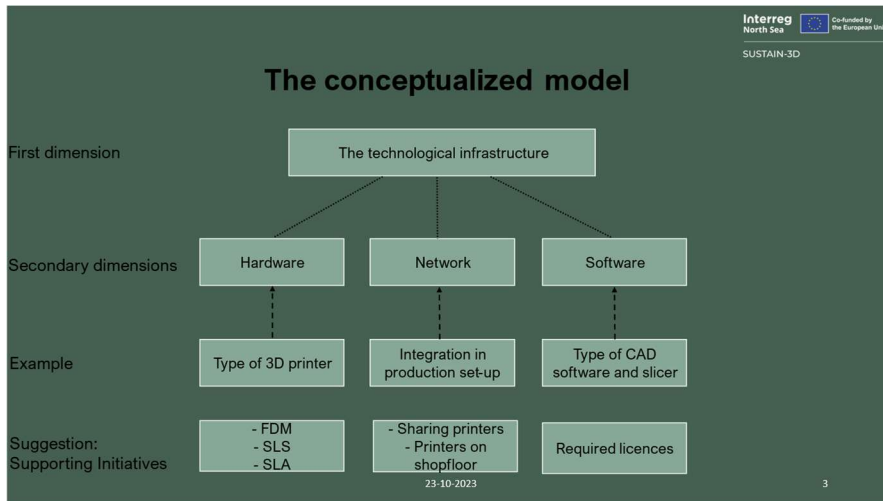 Interreg
North Sea
Co-funded by
the European Uni
SUSTAIN-3D
The conceptualized model
First dimension
The technological infrastructure
Secondary dimensions
Hardware
Network
Software
Example
Type of 3D printer
Integration in
production set-up
Type of CAD
software and slicer
Suggestion:
Supporting Initiatives
- FDM
- SLS
- SLA
- Sharing printers
- Printers on
shopfloor
Required licences
23-10-2023
3